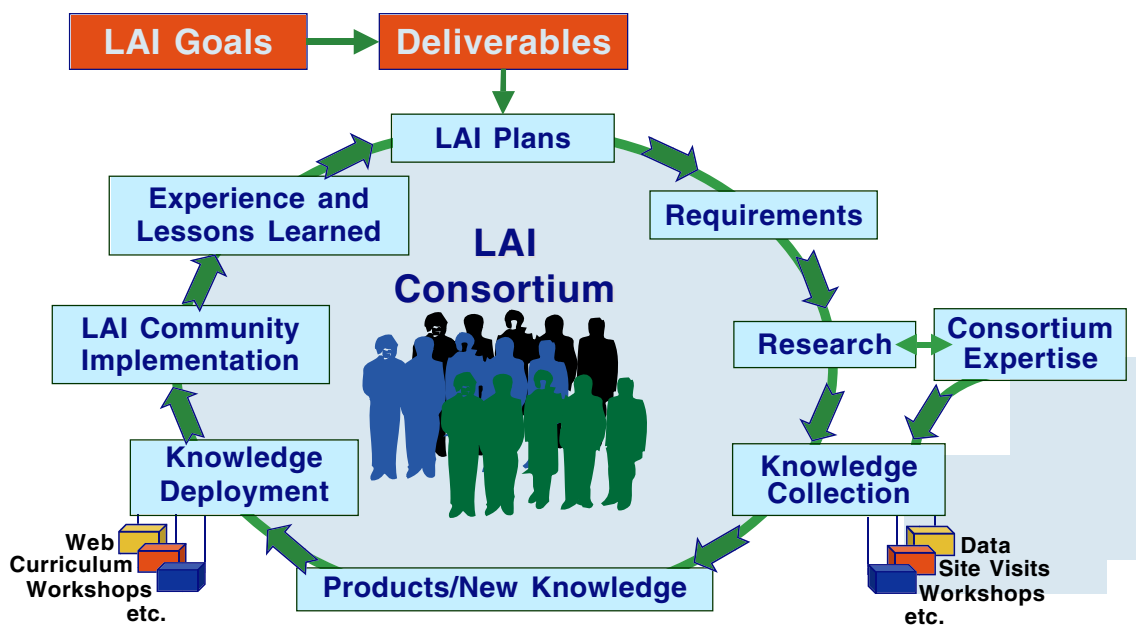 LAI Goals
Deliverables
LAI Plans
Experience and
Lessons Learned
Requirements
LAI
Consortium
LAI Community
Implementation
Research
Consortium
Expertise
Knowledge
Deployment
Knowledge
Collection
Web
Curriculum
Workshops
etc.
Products/New Knowledge
Data
Site Visits
Workshops
etc.